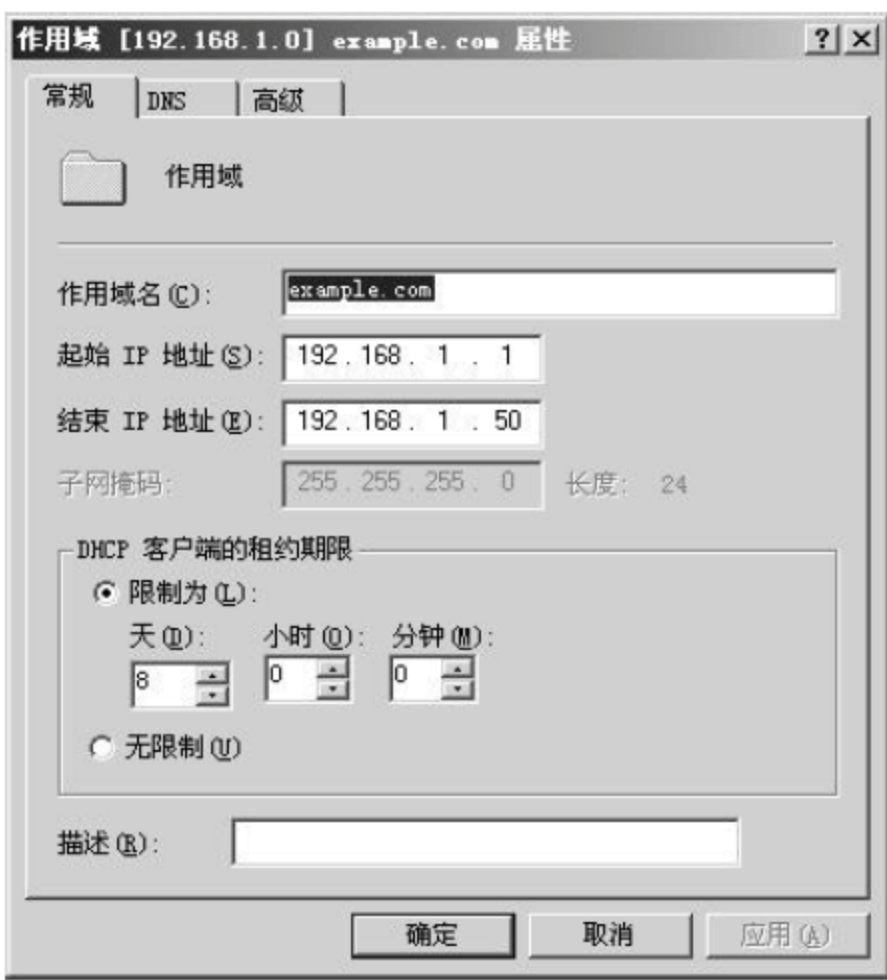 作用域 [192.168.1.0] example.com 属性
常规 DNS 高级
作用域
作用域名(C): example.com
起始 IP 地址(S): 192.168.1.1
结束 IP 地址(E): 192.168.1.50
子网掩码: 255.255.255.0 长度: 24
DHCP 客户端的租约期限
限制为(L):
天(D): 小时(O): 分钟(M):
8 0 0
无限制(U)
描述(R):
确定 取消 应用(A)